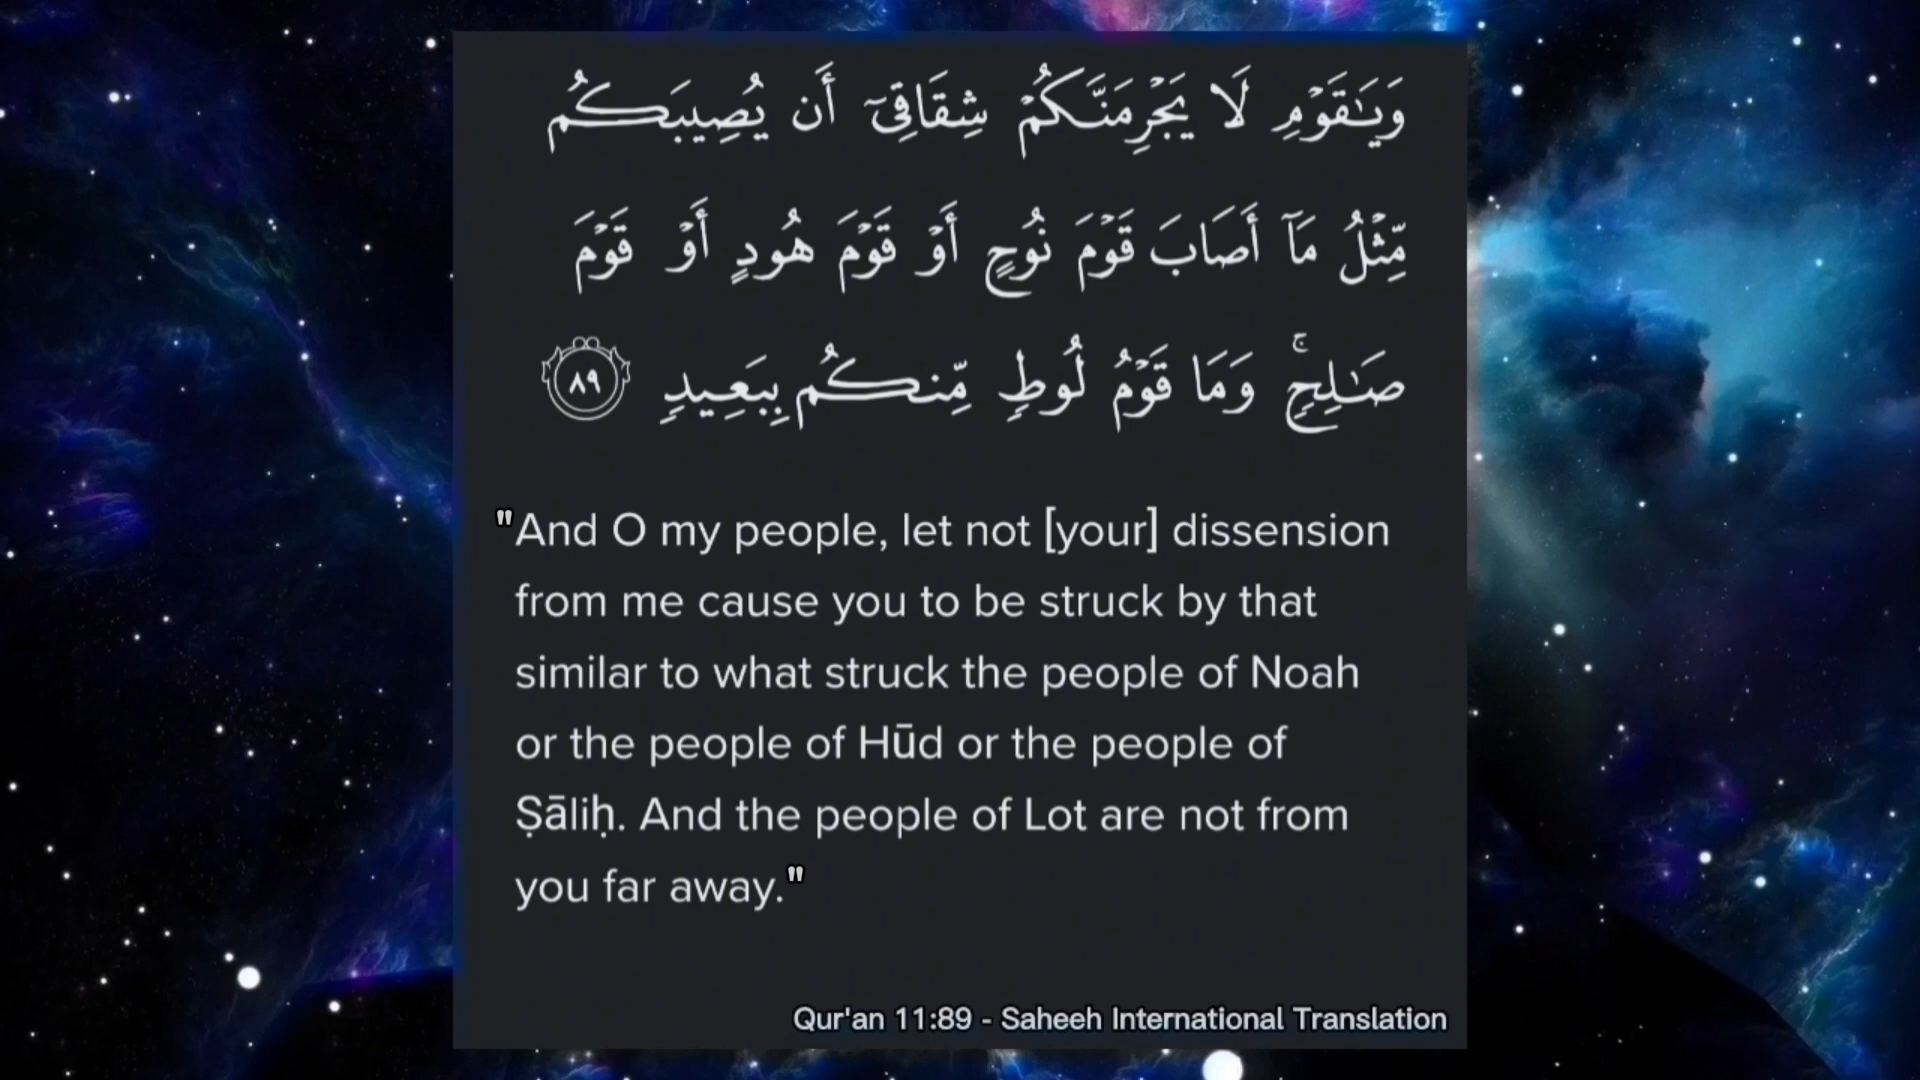 وَيَـٰقَوْمِ لَا يَجْرِمَنَّكُمْ شِقَاقِىٓ أَن يُصِيبَكُم
مِّثْلُ مَآ أَصَابَ قَوْمَ نُوحٍ أَوْ قَوْمَ هُودٍ أَوْ قَوْمَ
صَـٰلِحٍ ۚ وَمَا قَوْمُ لُوطٍ مِّنكُم بِبَعِيدٍ ٨٩
"And O my people, let not [your] dissension
from me cause you to be struck by that
similar to what struck the people of Noah
or the people of Hūd or the people of
Ṣāliḥ. And the people of Lot are not from
you far away."
Qur'an 11:89 - Saheeh International Translation